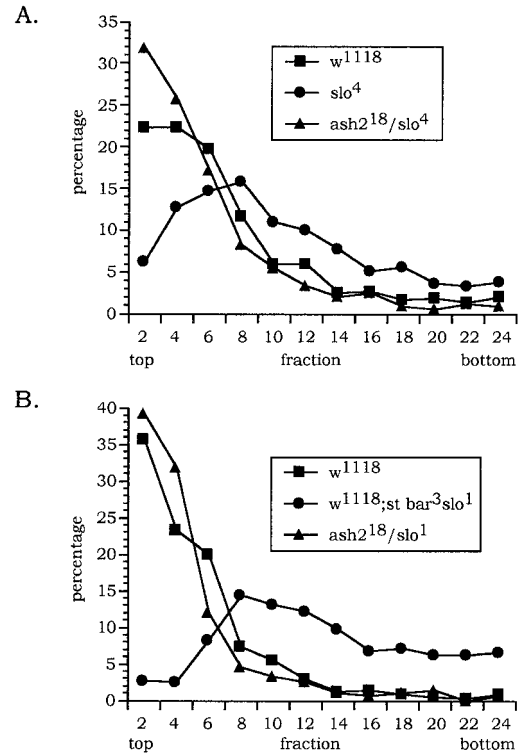 A.
35
30
25
20
15
10
5
0
percentage
w1118
slo4
ash218/slo4
2 4 6 8 10 12 14 16 18 20 22 24
top fraction bottom
B.
40
35
30
25
20
15
10
5
0
percentage
w1118
w1118;st bar3slo1
ash218/slo1
2 4 6 8 10 12 14 16 18 20 22 24
top fraction bottom